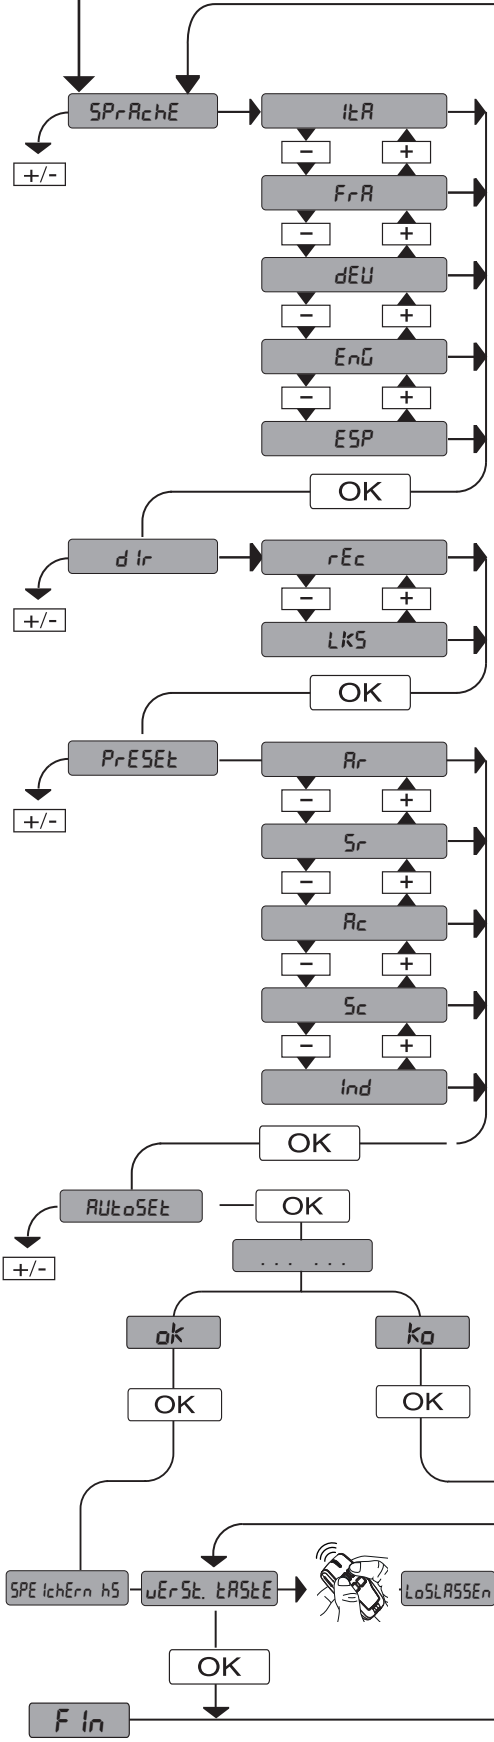 SPrAchE
ItA
+/-
-
+
FrA
-
+
dEU
-
+
EnG
-
+
ESP
OK
dIr
rEc
-
+
+/-
LKS
OK
PrESEt
Ar
-
+
+/-
Sr
-
+
Ac
-
+
Sc
-
+
Ind
OK
AUtoSEt
OK
+/-
... ...
ok
Ko
OK
OK
SPEIchErn hS
vErSt. tAStE
LoSLASSEn
OK
FIn